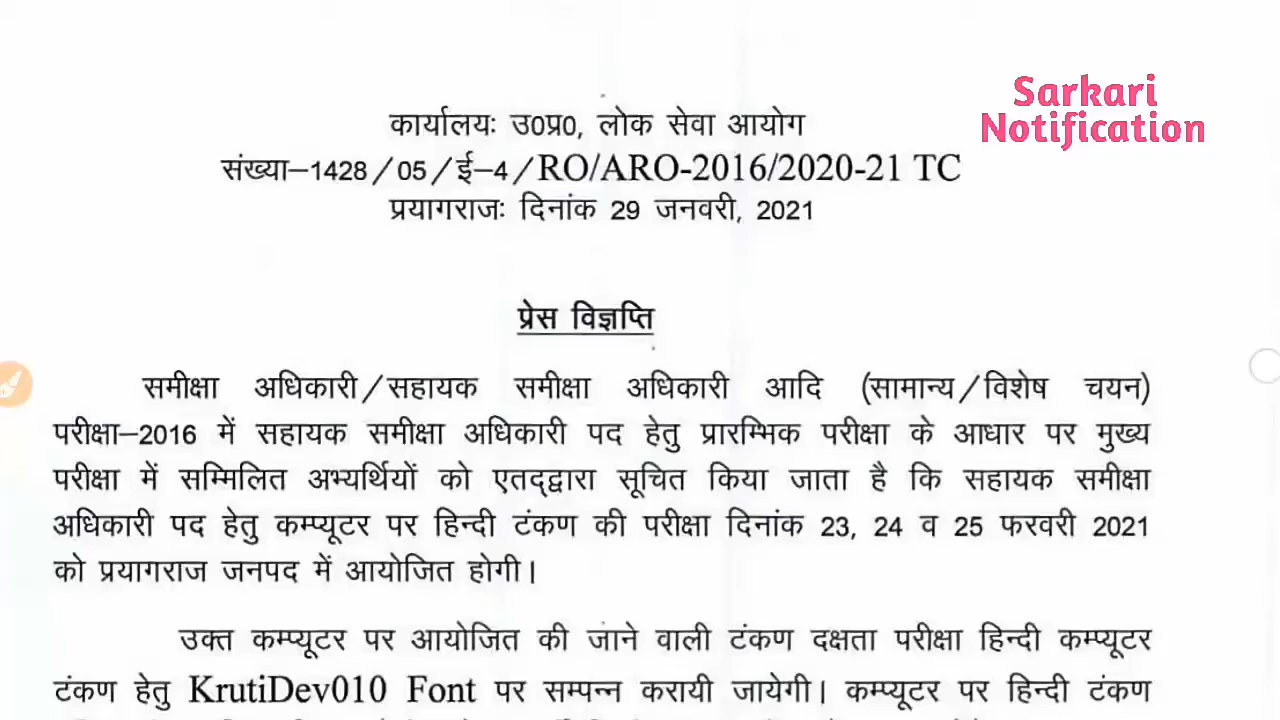 Sarkari
Notification
कार्यालयः उ0प्र0, लोक सेवा आयोग
संख्या–1428/05/ई–4/RO/ARO-2016/2020-21 TC
प्रयागराजः दिनांक 29 जनवरी, 2021
प्रेस विज्ञप्ति
समीक्षा अधिकारी/सहायक समीक्षा अधिकारी आदि (सामान्य/विशेष चयन)
परीक्षा–2016 में सहायक समीक्षा अधिकारी पद हेतु प्रारम्भिक परीक्षा के आधार पर मुख्य
परीक्षा में सम्मिलित अभ्यर्थियों को एतद्द्वारा सूचित किया जाता है कि सहायक समीक्षा
अधिकारी पद हेतु कम्प्यूटर पर हिन्दी टंकण की परीक्षा दिनांक 23, 24 व 25 फरवरी 2021
को प्रयागराज जनपद में आयोजित होगी।
उक्त कम्प्यूटर पर आयोजित की जाने वाली टंकण दक्षता परीक्षा हिन्दी कम्प्यूटर
टंकण हेतु KrutiDev010 Font पर सम्पन्न करायी जायेगी। कम्प्यूटर पर हिन्दी टंकण